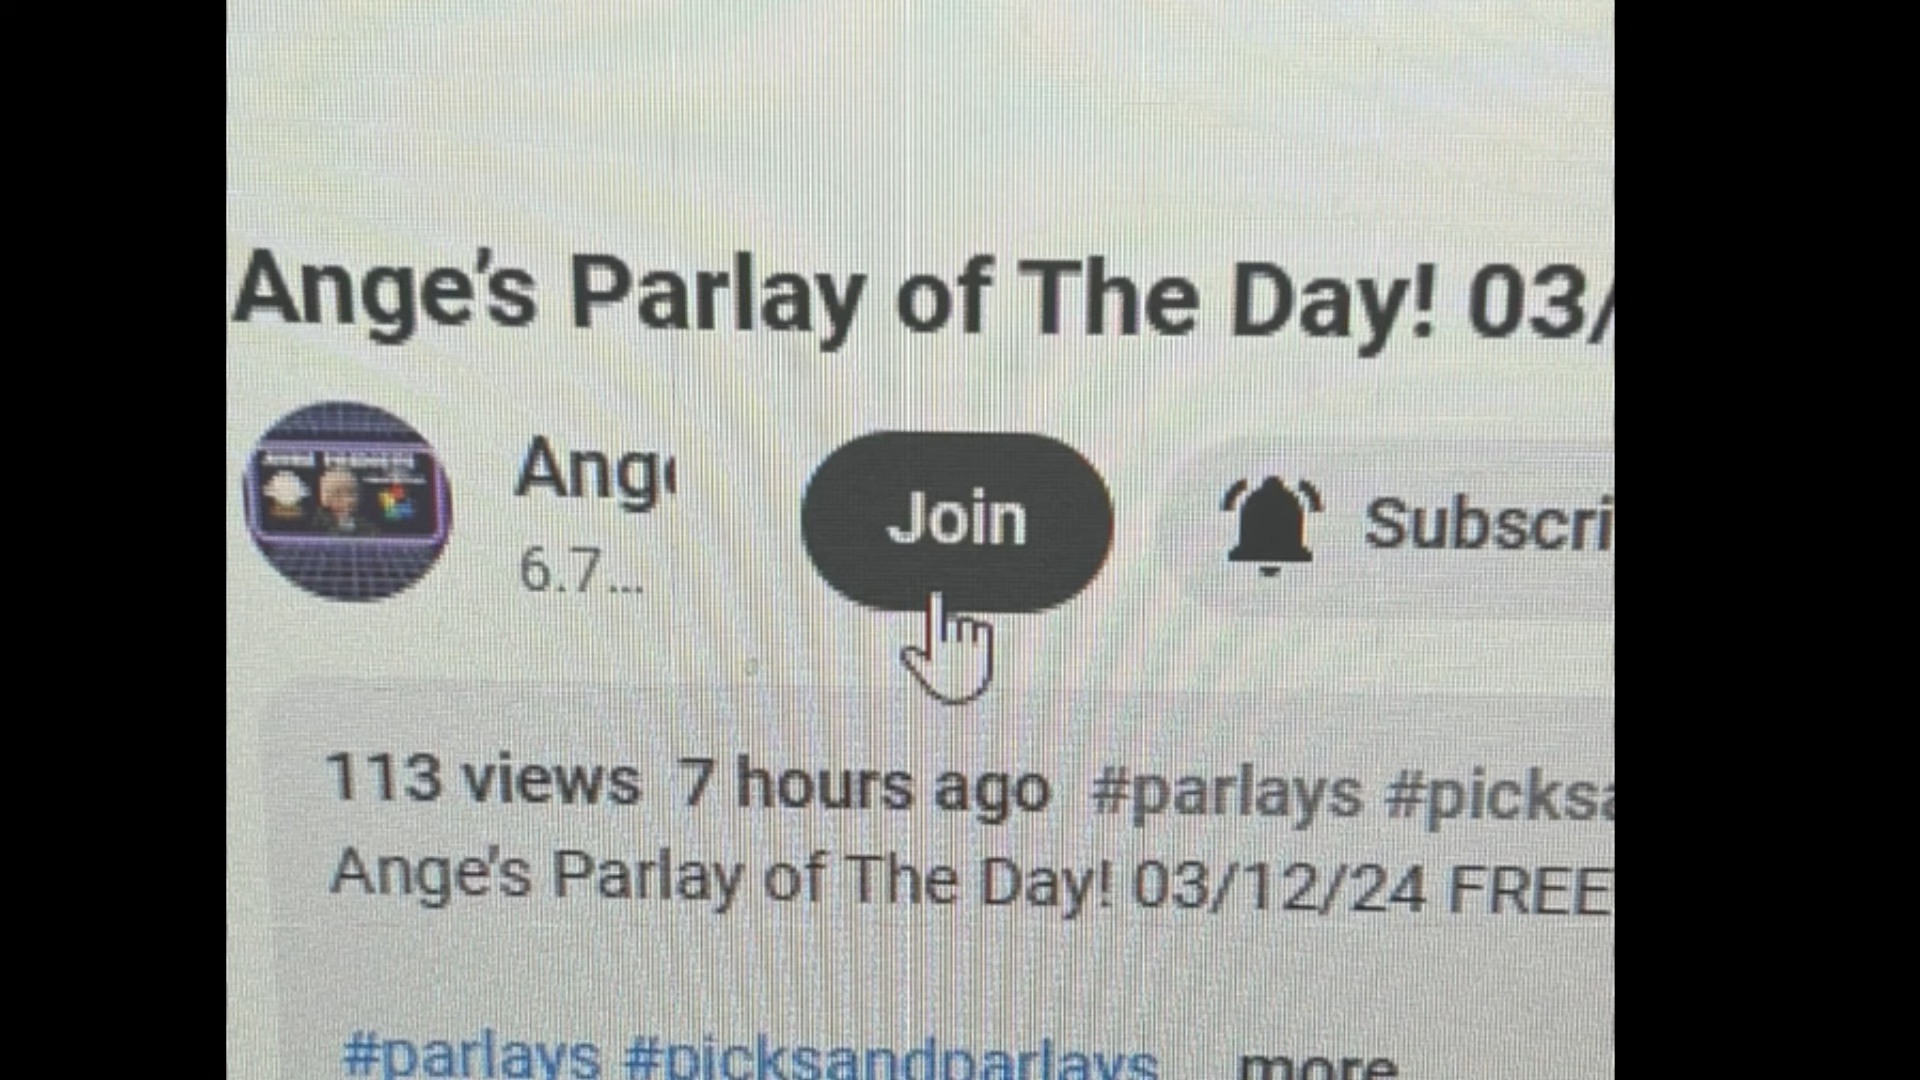 Ange's Parlay of The Day! 03/
Ang
6.7...
Join
Subscri
113 views 7 hours ago #parlays #picksa
Ange's Parlay of The Day! 03/12/24 FREE
#parlays #picksandparlays more